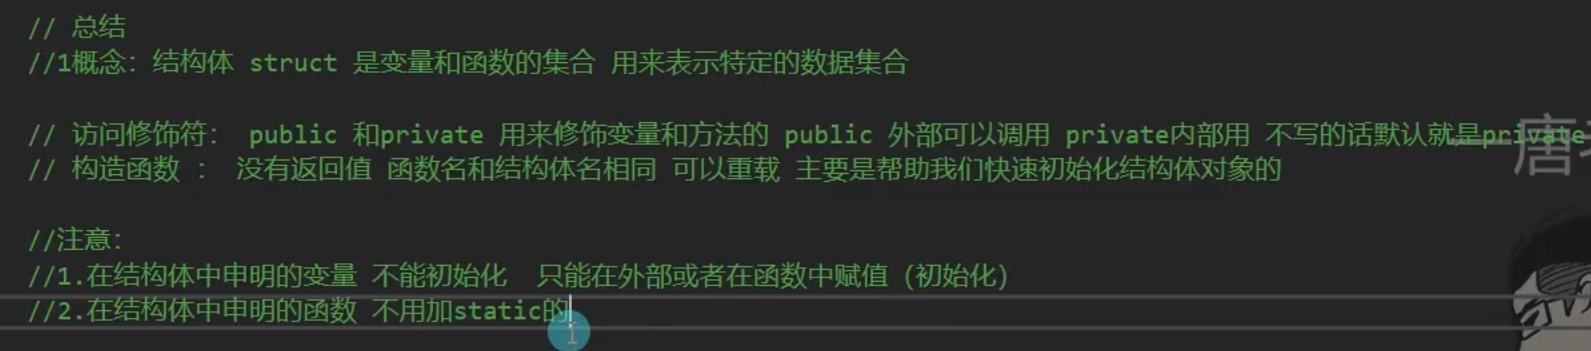 // 总结
//1概念：结构体 struct 是变量和函数的集合 用来表示特定的数据集合
// 访问修饰符： public 和private 用来修饰变量和方法的 public 外部可以调用 private内部用 不写的话默认就是private
// 构造函数 ： 没有返回值 函数名和结构体名相同 可以重载 主要是帮助我们快速初始化结构体对象的
//注意：
//1.在结构体中申明的变量 不能初始化 只能在外部或者在函数中赋值（初始化）
//2.在结构体中申明的函数 不用加static的
唐